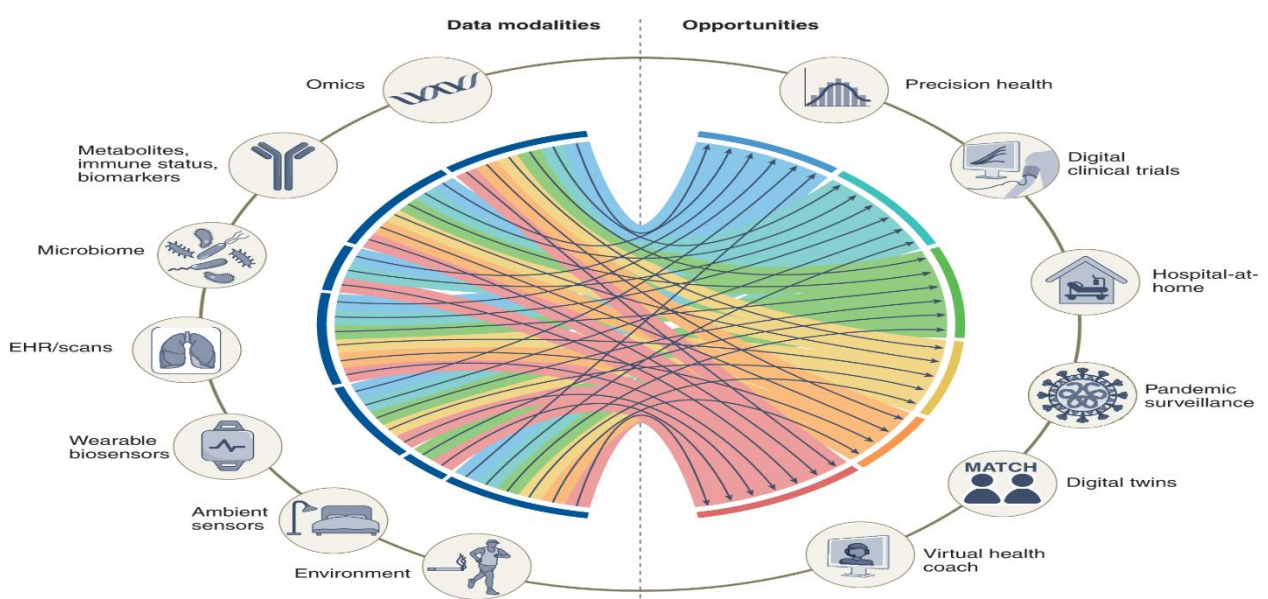 Data modalities
Opportunities
Omics
Metabolites,
immune status,
biomarkers
Microbiome
EHR/scans
Wearable
biosensors
Ambient
sensors
Environment
Precision health
Digital
clinical trials
Hospital-at-
home
Pandemic
surveillance
MATCH
Digital twins
Virtual health
coach